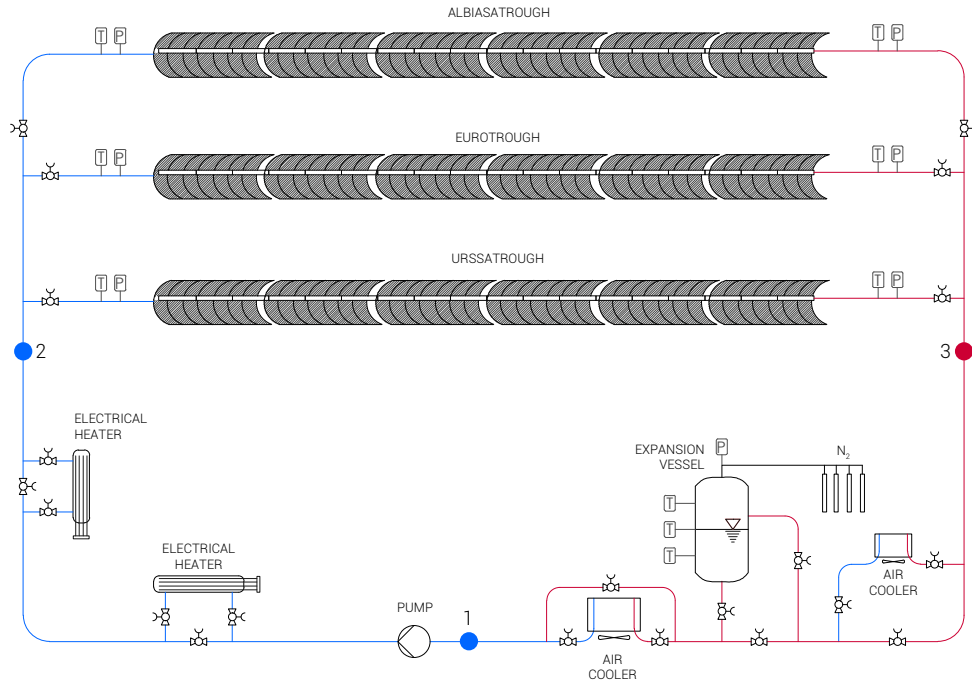 ALBIASATROUGH
T P
T P
EUROTROUGH
T P
T P
URSSATROUGH
T P
T P
2
3
ELECTRICAL
HEATER
EXPANSION
VESSEL
P
N₂
T
T
T
ELECTRICAL
HEATER
AIR
COOLER
PUMP
1
AIR
COOLER